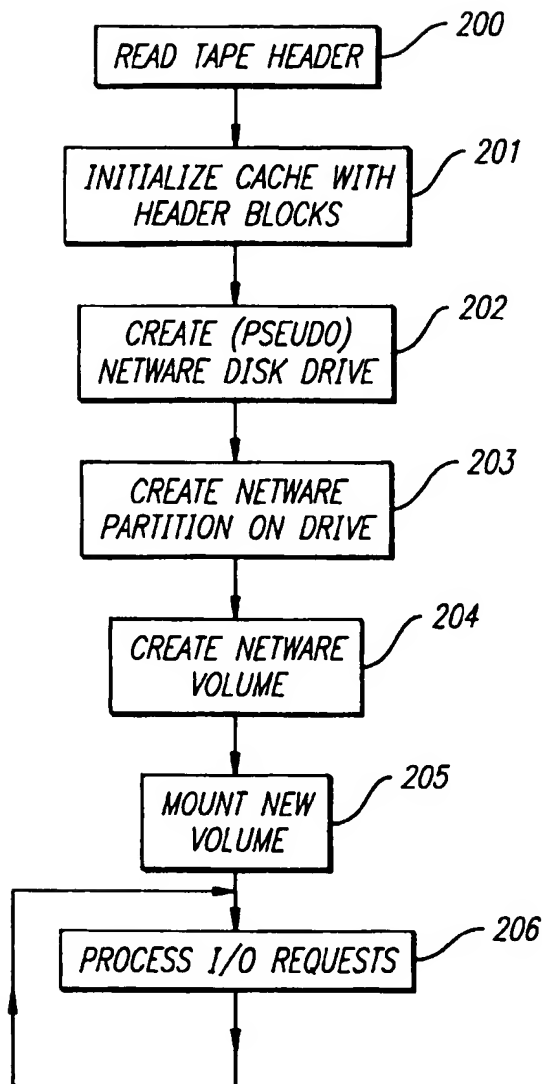 200
READ TAPE HEADER
201
INITIALIZE CACHE WITH
HEADER BLOCKS
202
CREATE (PSEUDO)
NETWARE DISK DRIVE
203
CREATE NETWARE
PARTITION ON DRIVE
204
CREATE NETWARE
VOLUME
205
MOUNT NEW
VOLUME
206
PROCESS I/O REQUESTS